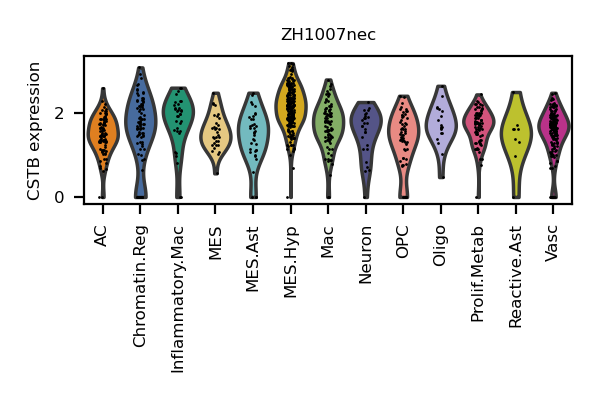 ZH1007nec
CSTB expression
2
0
AC
Chromatin.Reg
Inflammatory.Mac
MES
MES.Ast
MES.Hyp
Mac
Neuron
OPC
Oligo
Prolif.Metab
Reactive.Ast
Vasc